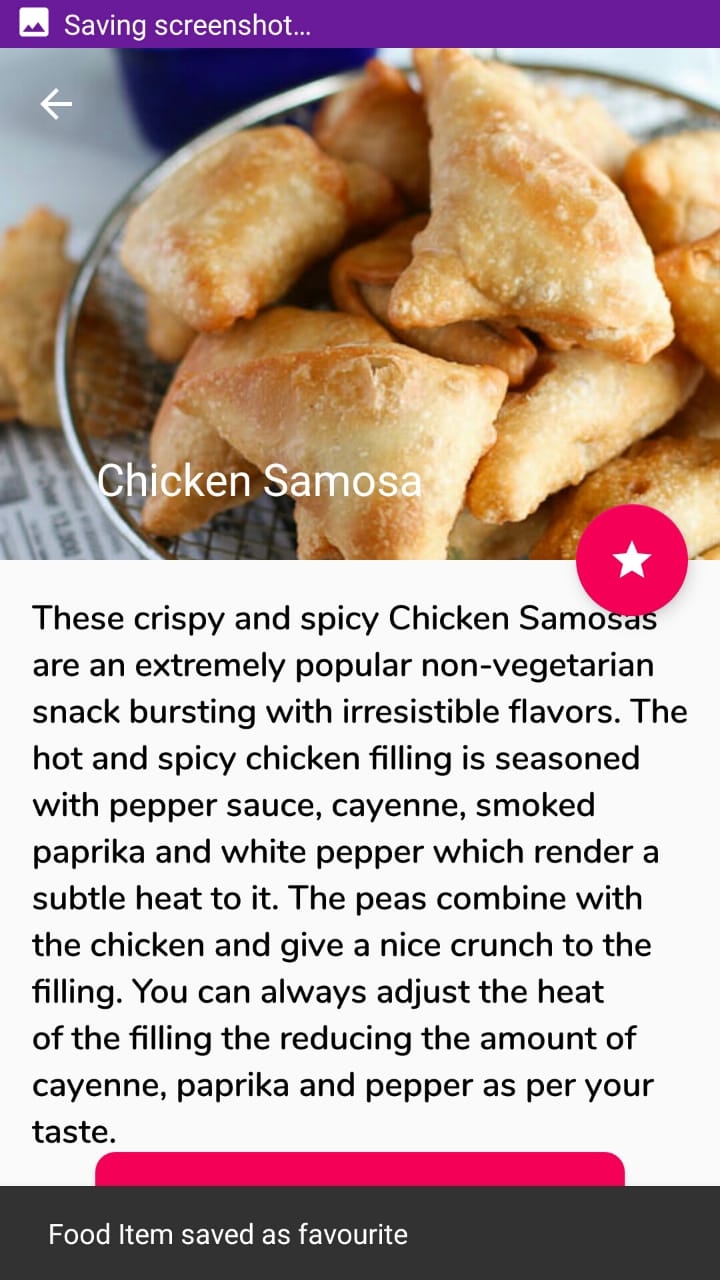 Saving screenshot...
Chicken Samosa
These crispy and spicy Chicken Samosas
are an extremely popular non-vegetarian
snack bursting with irresistible flavors. The
hot and spicy chicken filling is seasoned
with pepper sauce, cayenne, smoked
paprika and white pepper which render a
subtle heat to it. The peas combine with
the chicken and give a nice crunch to the
filling. You can always adjust the heat
of the filling the reducing the amount of
cayenne, paprika and pepper as per your
taste.
Food Item saved as favourite